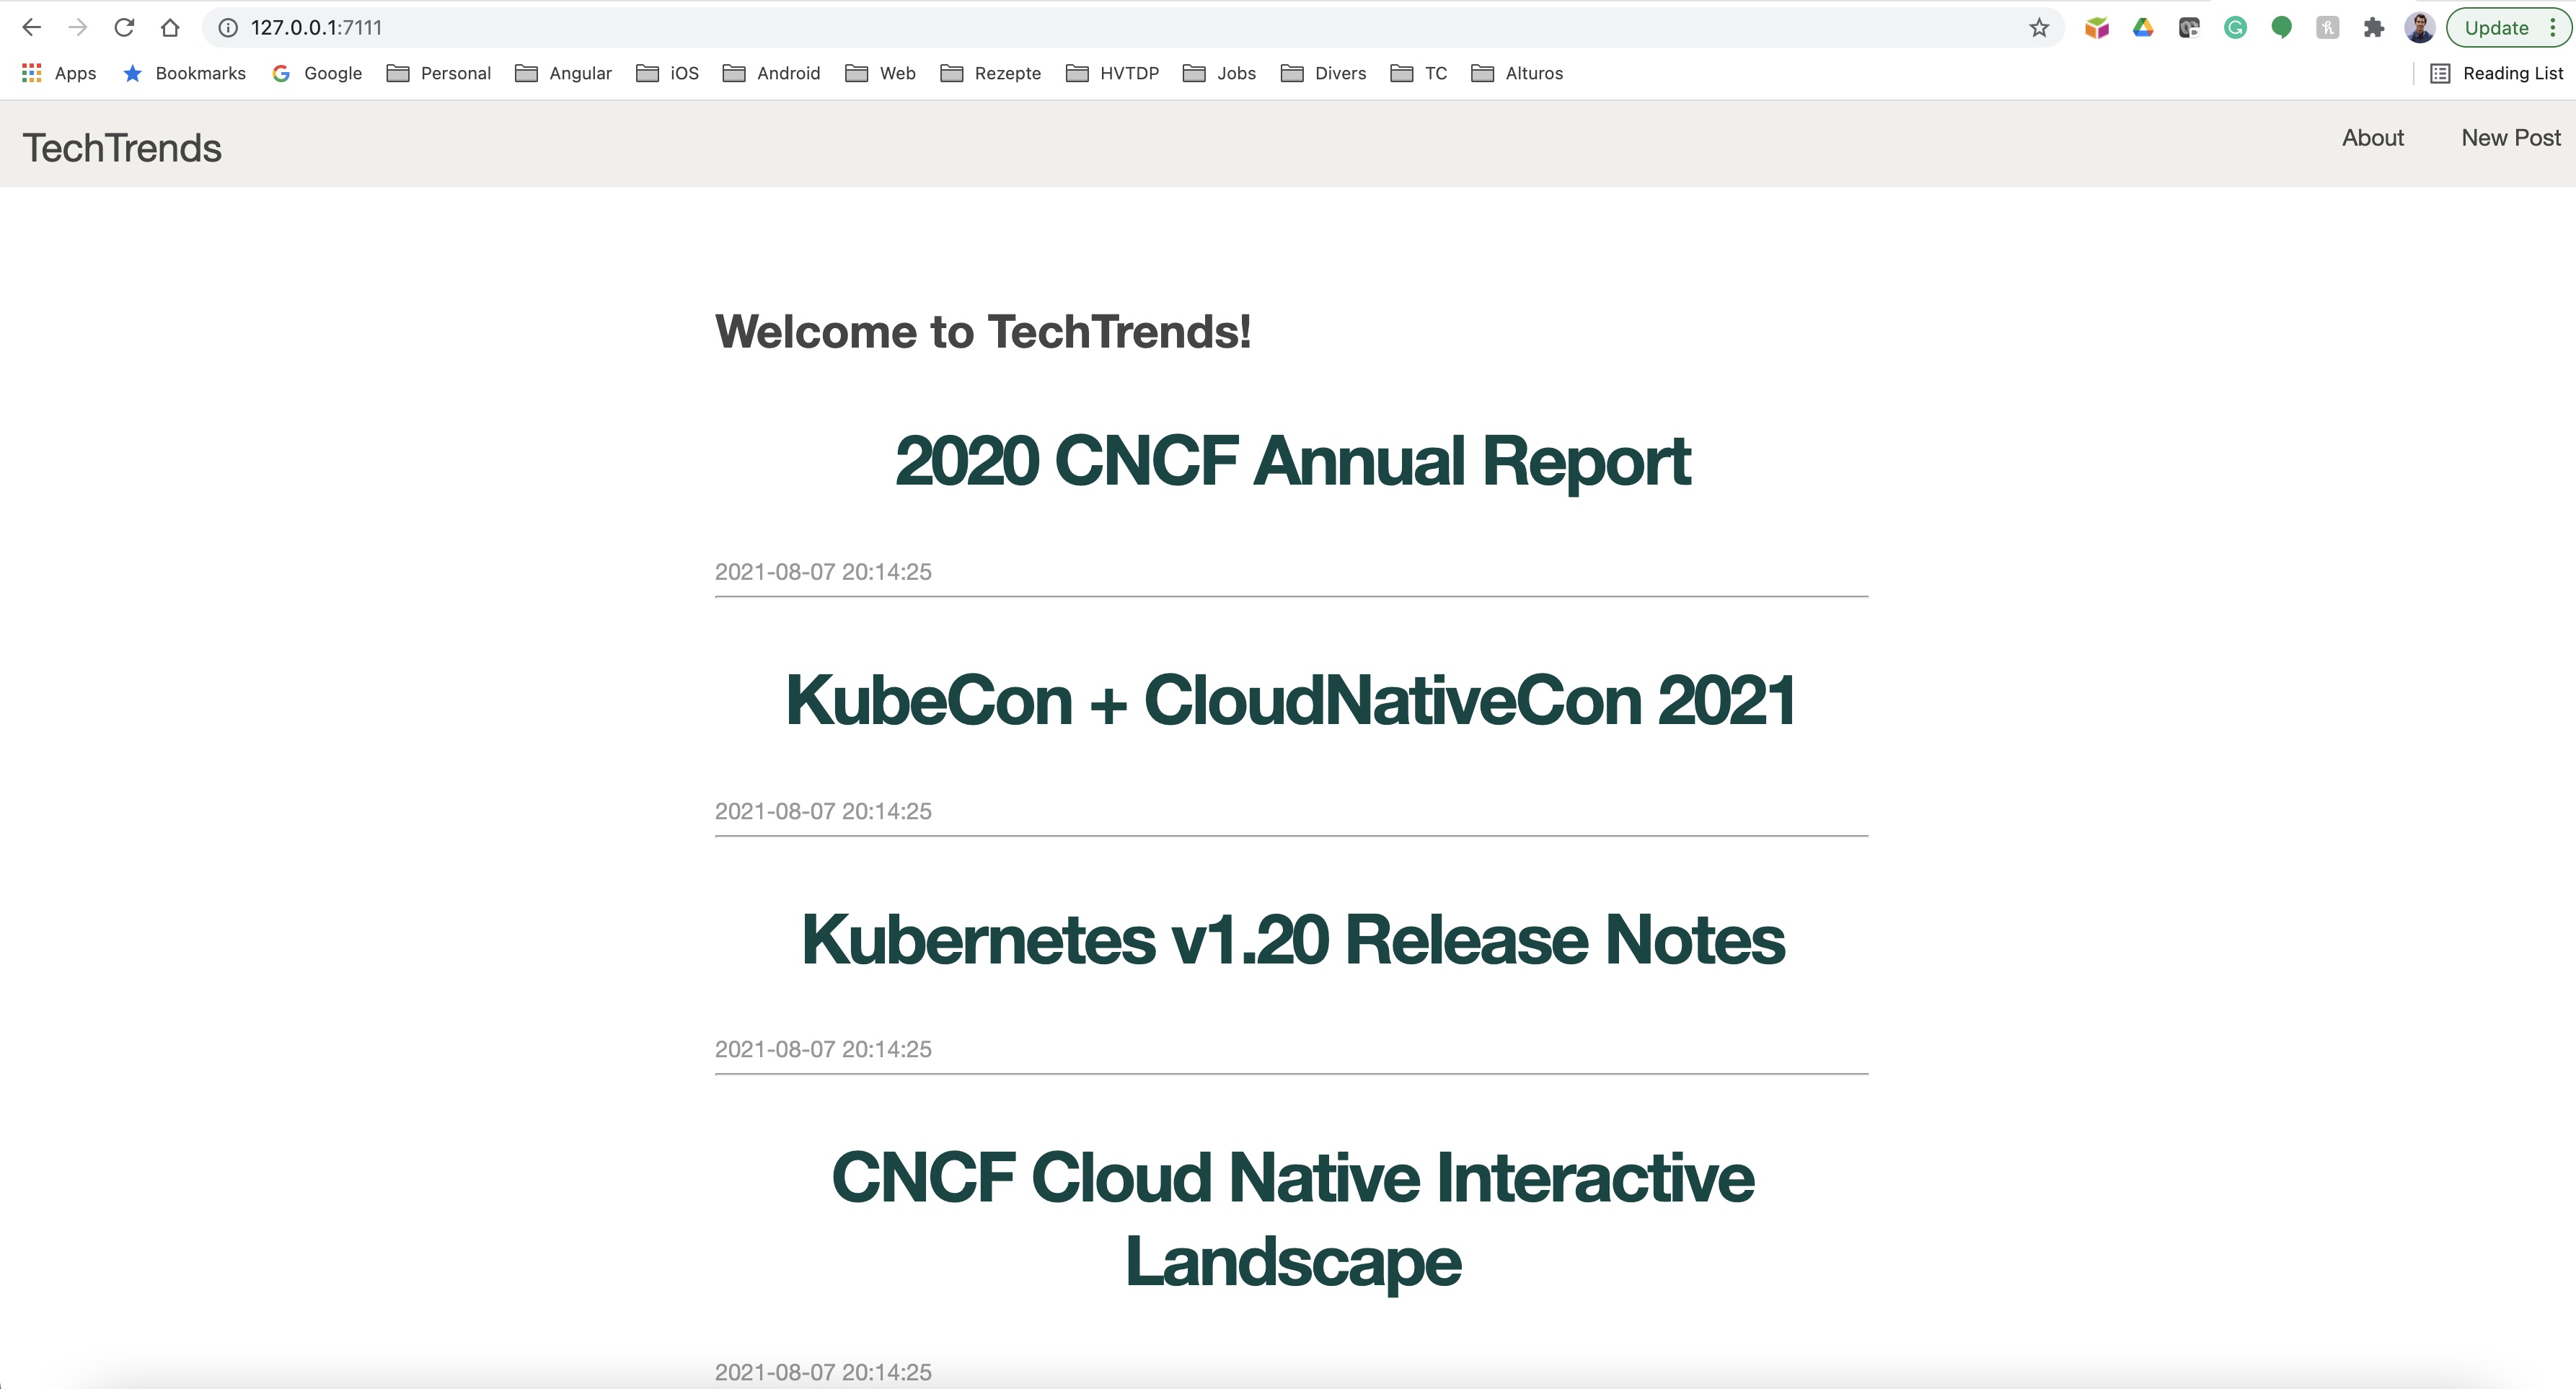 127.0.0.1:7111
Update
Apps Bookmarks Google Personal Angular iOS Android Web Rezepte HVTDP Jobs Divers TC Alturos Reading List
TechTrends About New Post
Welcome to TechTrends!
2020 CNCF Annual Report
2021-08-07 20:14:25
KubeCon + CloudNativeCon 2021
2021-08-07 20:14:25
Kubernetes v1.20 Release Notes
2021-08-07 20:14:25
CNCF Cloud Native Interactive
Landscape
2021-08-07 20:14:25